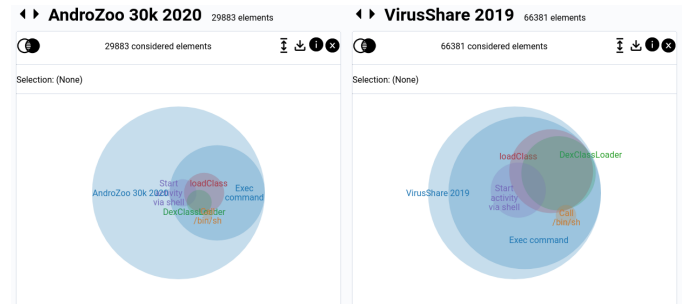 AndroZoo 30k 2020 29883 elements
29883 considered elements
Selection: (None)
AndroZoo 30k 2020
Start
activity
via shell
loadClass
Exec
command
DexClassLoader
/bin/sh
VirusShare 2019 66381 elements
66381 considered elements
Selection: (None)
loadClass
DexClassLoader
VirusShare 2019
Start
activity
via shell
Call
/bin/sh
Exec command